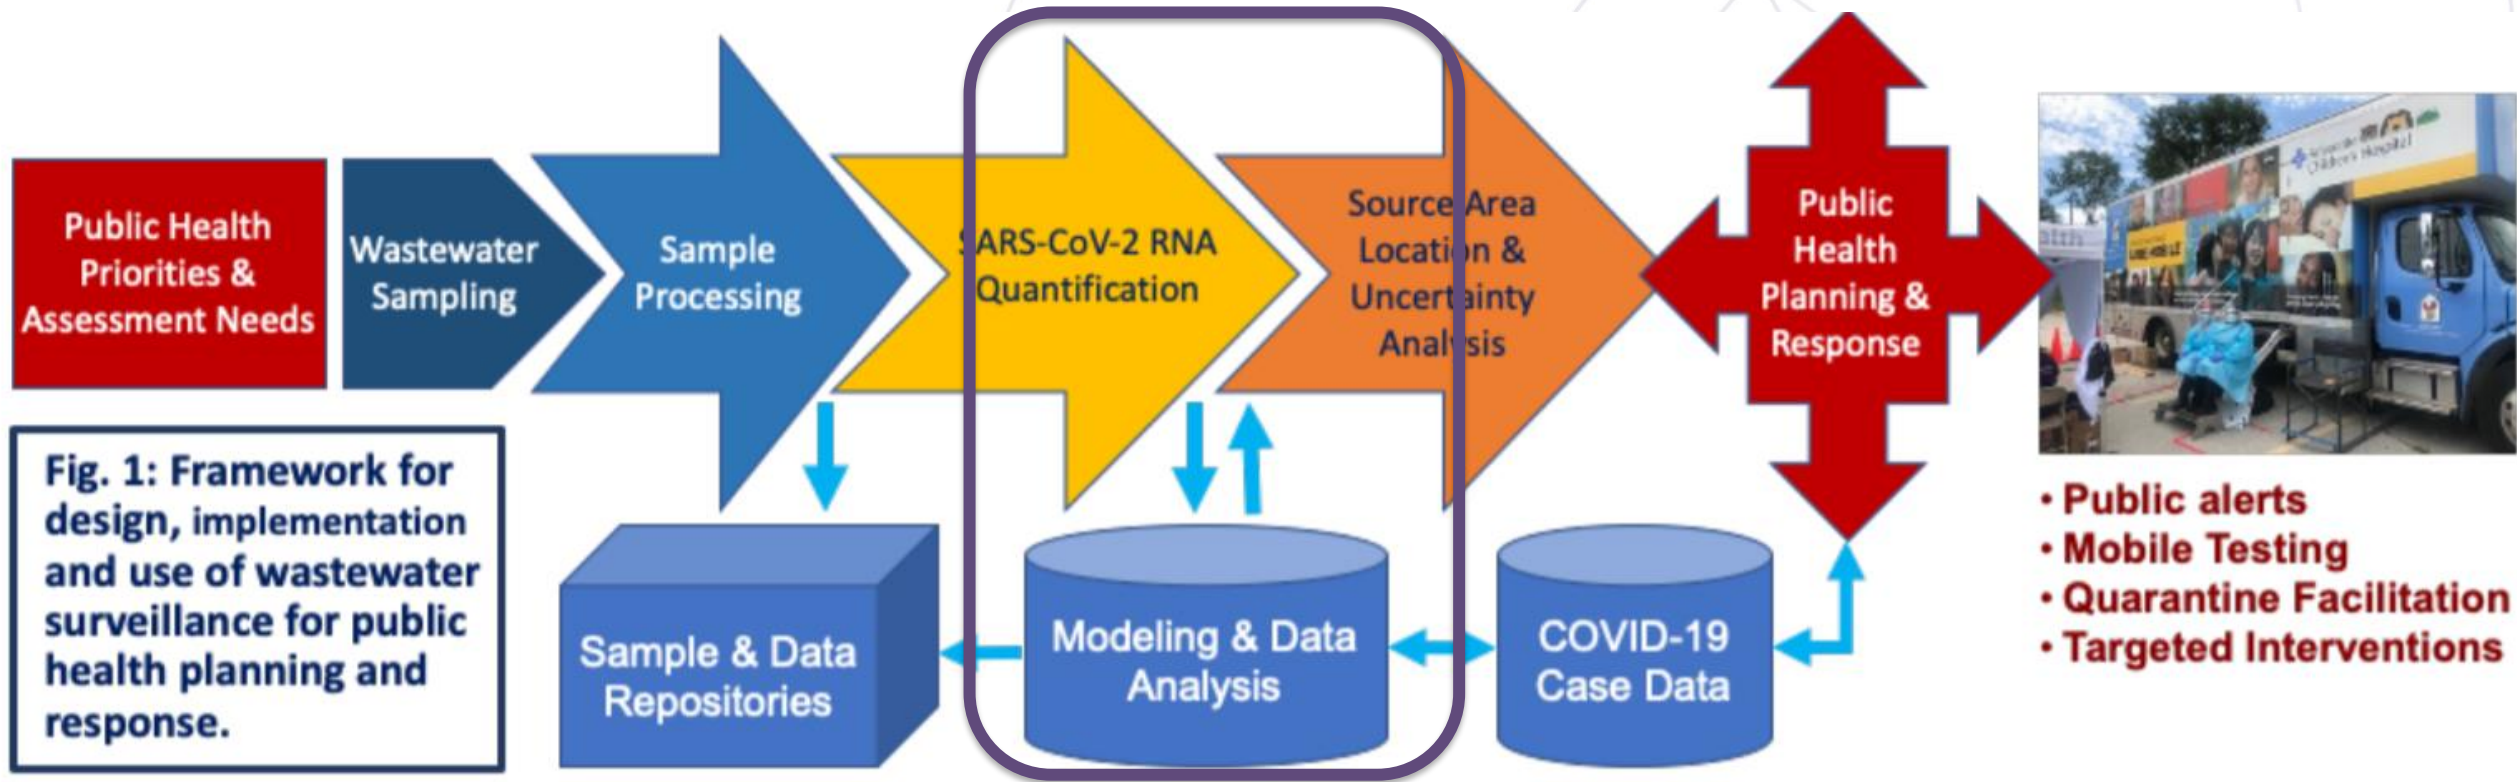 Public Health
Priorities &
Assessment Needs
Wastewater
Sampling
Sample
Processing
SARS-CoV-2 RNA
Quantification
Source Area
Location &
Uncertainty
Analysis
Public
Health
Planning &
Response
Children's Hospital
Fig. 1: Framework for
design, implementation
and use of wastewater
surveillance for public
health planning and
response.
Sample & Data
Repositories
Modeling & Data
Analysis
COVID-19
Case Data
• Public alerts
• Mobile Testing
• Quarantine Facilitation
• Targeted Interventions